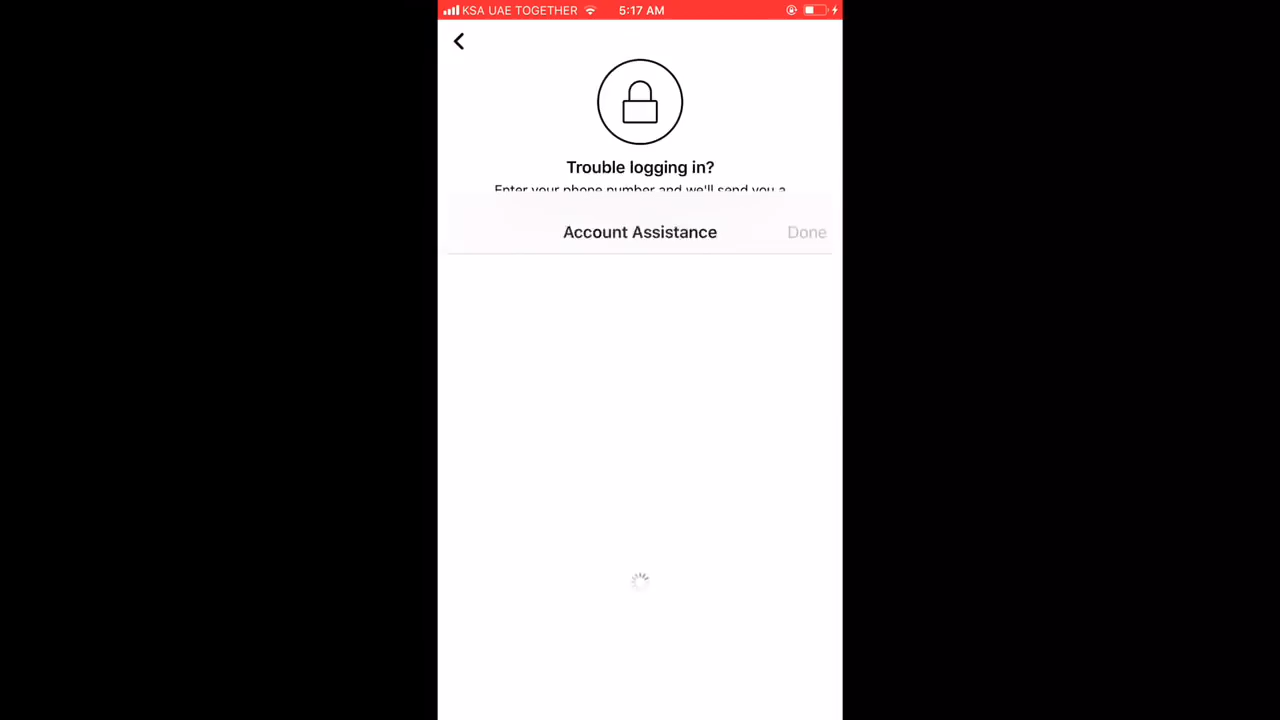 KSA UAE TOGETHER 5:17 AM
Trouble logging in?
Enter your phone number and we'll send you a
Account Assistance Done